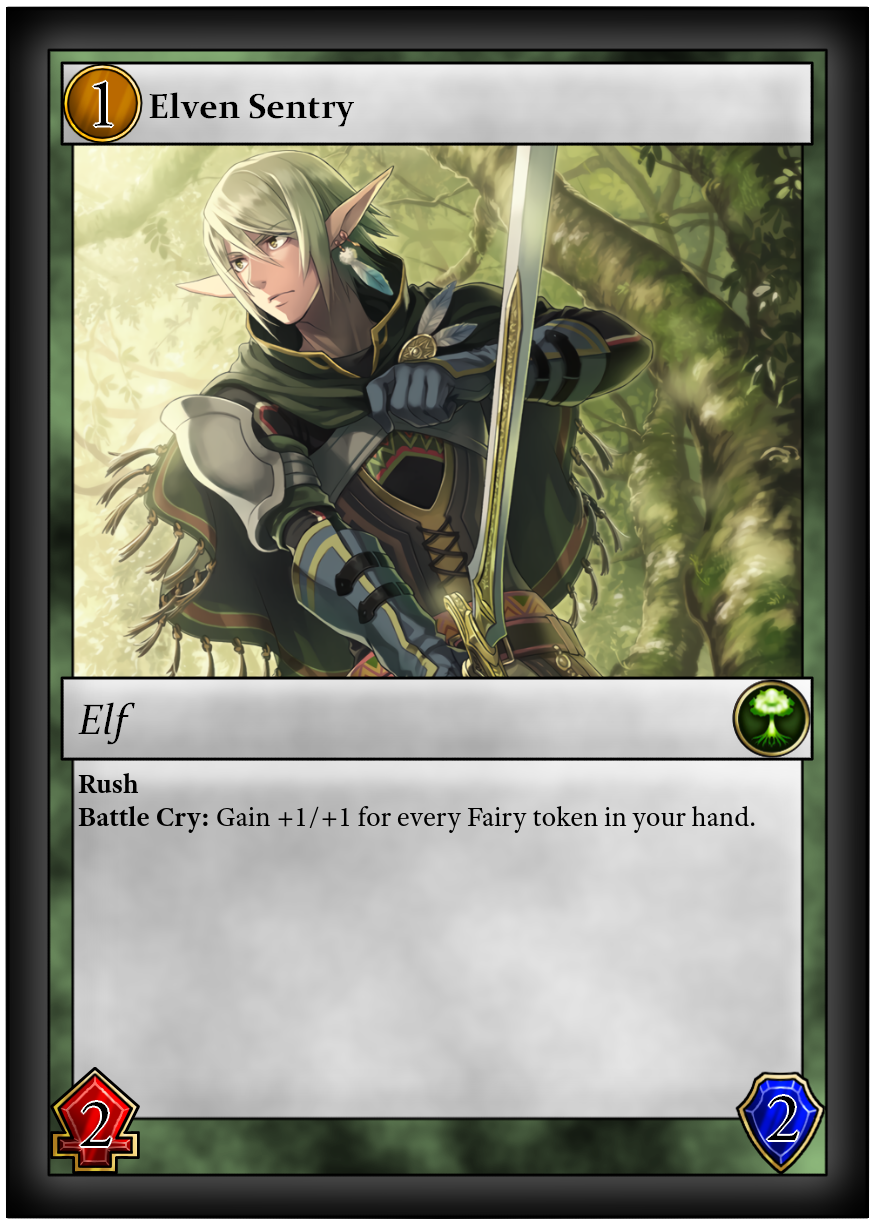 1
Elven Sentry
Elf
Rush
Battle Cry: Gain +1/+1 for every Fairy token in your hand.
2
2